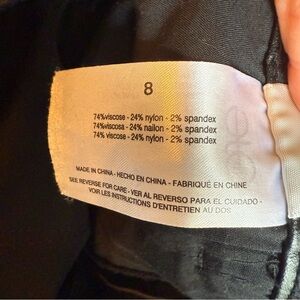 8
74%viscose - 24% nylon - 2% spandex
74%viscosa - 24% nailon - 2% spandex
74% viscose - 24% nylon - 2% spandex
MADE IN CHINA - HECHO EN CHINA - FABRIQUÉ EN CHINE
SEE REVERSE FOR CARE - VER AL REVERSO PARA EL CUIDADO -
VOIR LES INSTRUCTIONS D'ENTRETIEN AU DOS